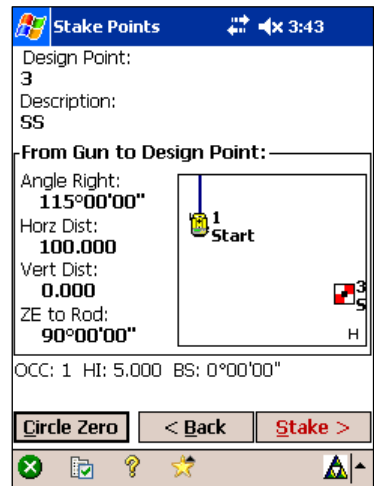 Stake Points 3:43
Design Point:
3
Description:
SS
From Gun to Design Point:
Angle Right:
115°00'00"
Horz Dist:
100.000
Vert Dist:
0.000
ZE to Rod:
90°00'00"
1
Start
3
S
H
OCC: 1 HI: 5.000 BS: 0°00'00"
Circle Zero < Back Stake >